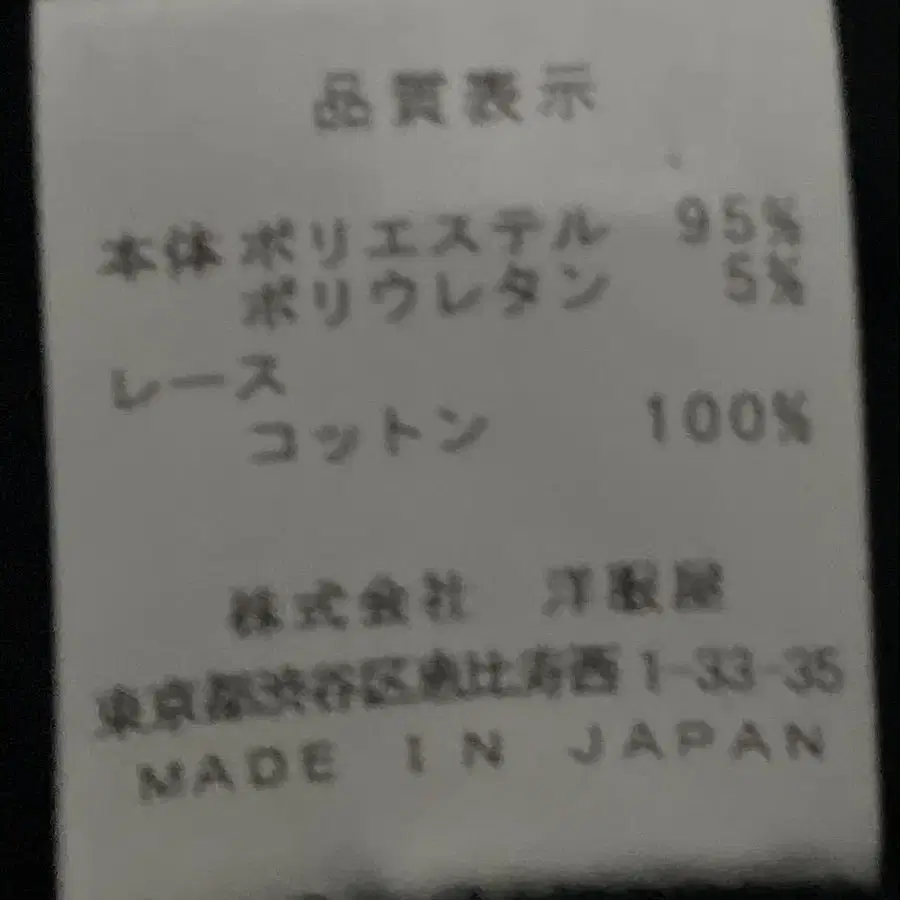 品質表示
本体 ポリエステル 95%
ポリウレタン 5%
レース
コットン 100%
株式会社 洋服屋
東京都渋谷区恵比寿西1-33-35
MADE IN JAPAN